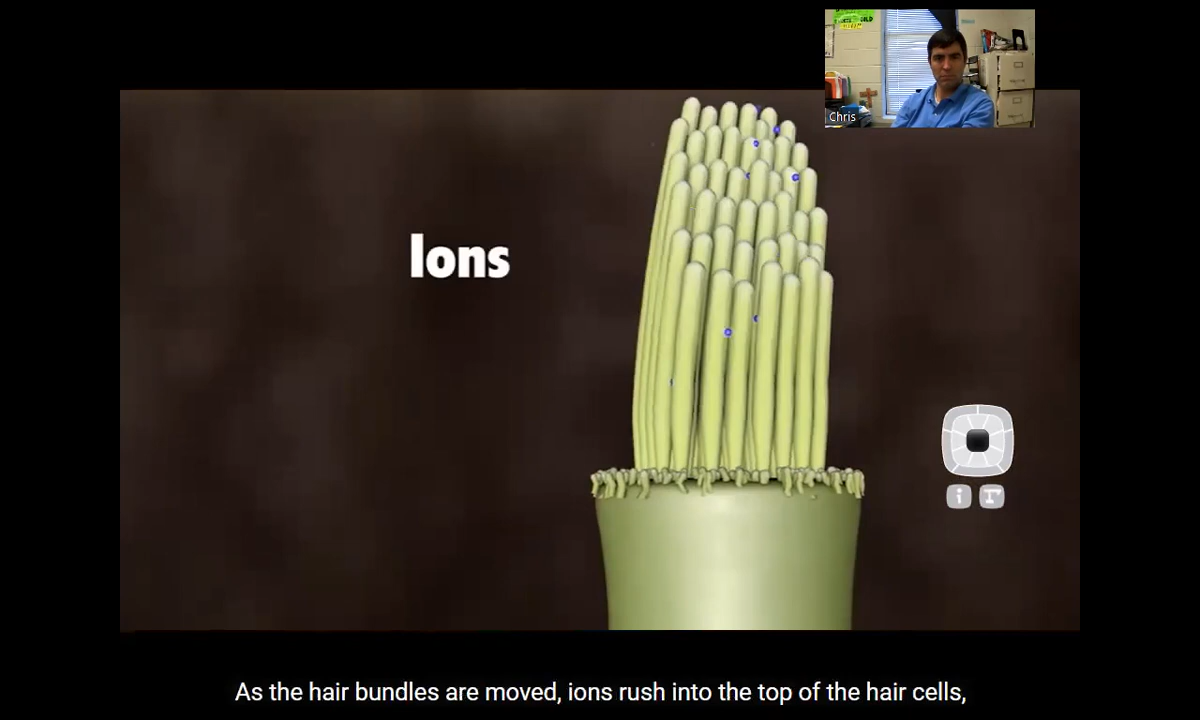 Chris
Ions
i
As the hair bundles are moved, ions rush into the top of the hair cells,